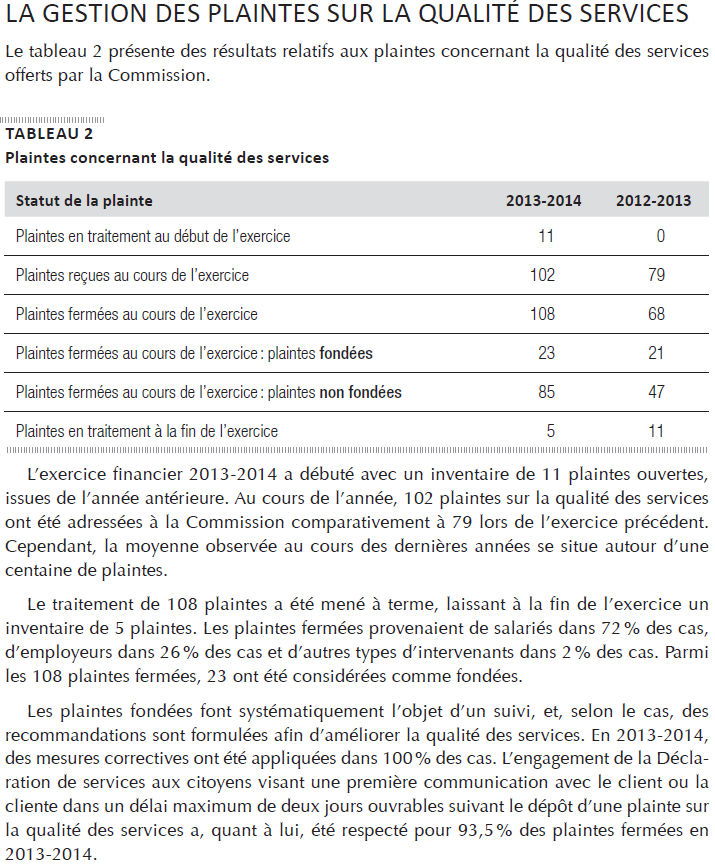 LA GESTION DES PLAINTES SUR LA QUALITÉ DES SERVICES
Le tableau 2 présente des résultats relatifs aux plaintes concernant la qualité des services
offerts par la Commission.
TABLEAU 2
Plaintes concernant la qualité des services
Statut de la plainte 2013-2014 2012-2013
Plaintes en traitement au début de l’exercice 11 0
Plaintes reçues au cours de l’exercice 102 79
Plaintes fermées au cours de l’exercice 108 68
Plaintes fermées au cours de l’exercice : plaintes fondées 23 21
Plaintes fermées au cours de l’exercice : plaintes non fondées 85 47
Plaintes en traitement à la fin de l’exercice 5 11
L’exercice financier 2013-2014 a débuté avec un inventaire de 11 plaintes ouvertes,
issues de l’année antérieure. Au cours de l’année, 102 plaintes sur la qualité des services
ont été adressées à la Commission comparativement à 79 lors de l’exercice précédent.
Cependant, la moyenne observée au cours des dernières années se situe autour d’une
centaine de plaintes.
Le traitement de 108 plaintes a été mené à terme, laissant à la fin de l’exercice un
inventaire de 5 plaintes. Les plaintes fermées provenaient de salariés dans 72 % des cas,
d’employeurs dans 26 % des cas et d’autres types d’intervenants dans 2 % des cas. Parmi
les 108 plaintes fermées, 23 ont été considérées comme fondées.
Les plaintes fondées font systématiquement l’objet d’un suivi, et, selon le cas, des
recommandations sont formulées afin d’améliorer la qualité des services. En 2013-2014,
des mesures correctives ont été appliquées dans 100 % des cas. L’engagement de la Décla-
ration de services aux citoyens visant une première communication avec le client ou la
cliente dans un délai maximum de deux jours ouvrables suivant le dépôt d’une plainte sur
la qualité des services a, quant à lui, été respecté pour 93,5 % des plaintes fermées en
2013-2014.